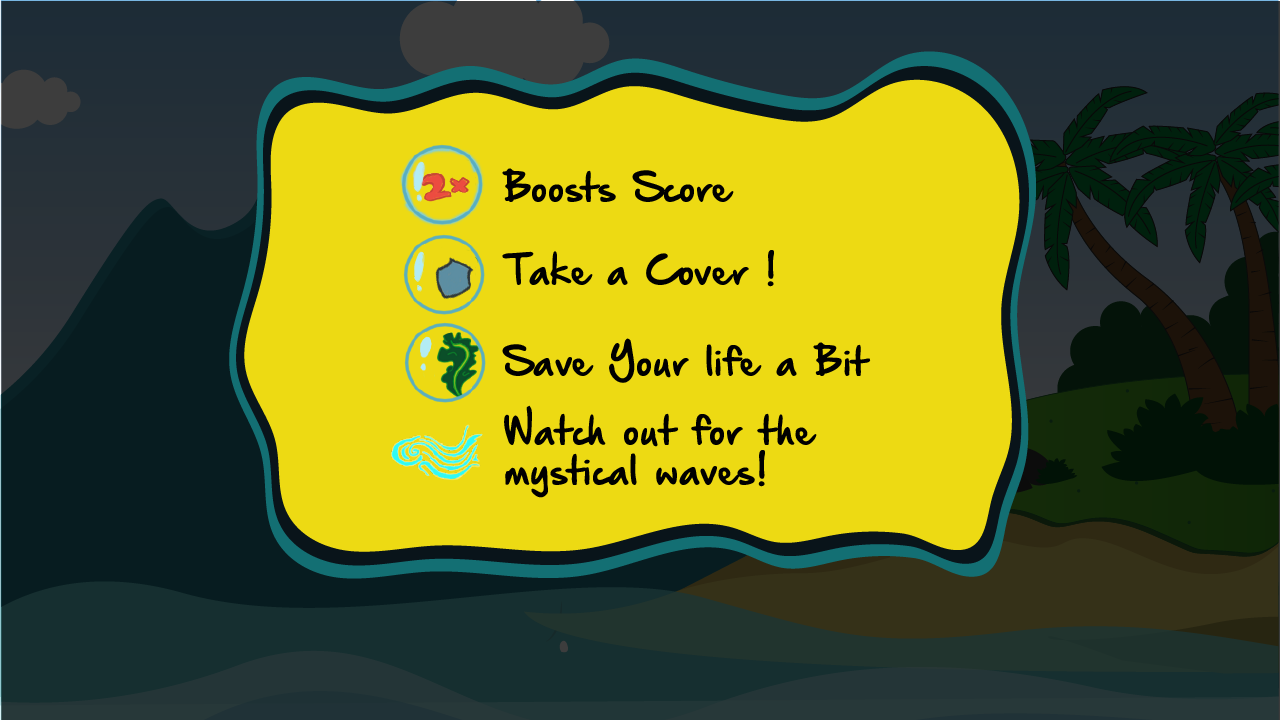 2x Boosts Score
Take a Cover !
Save Your life a Bit
Watch out for the
mystical waves!